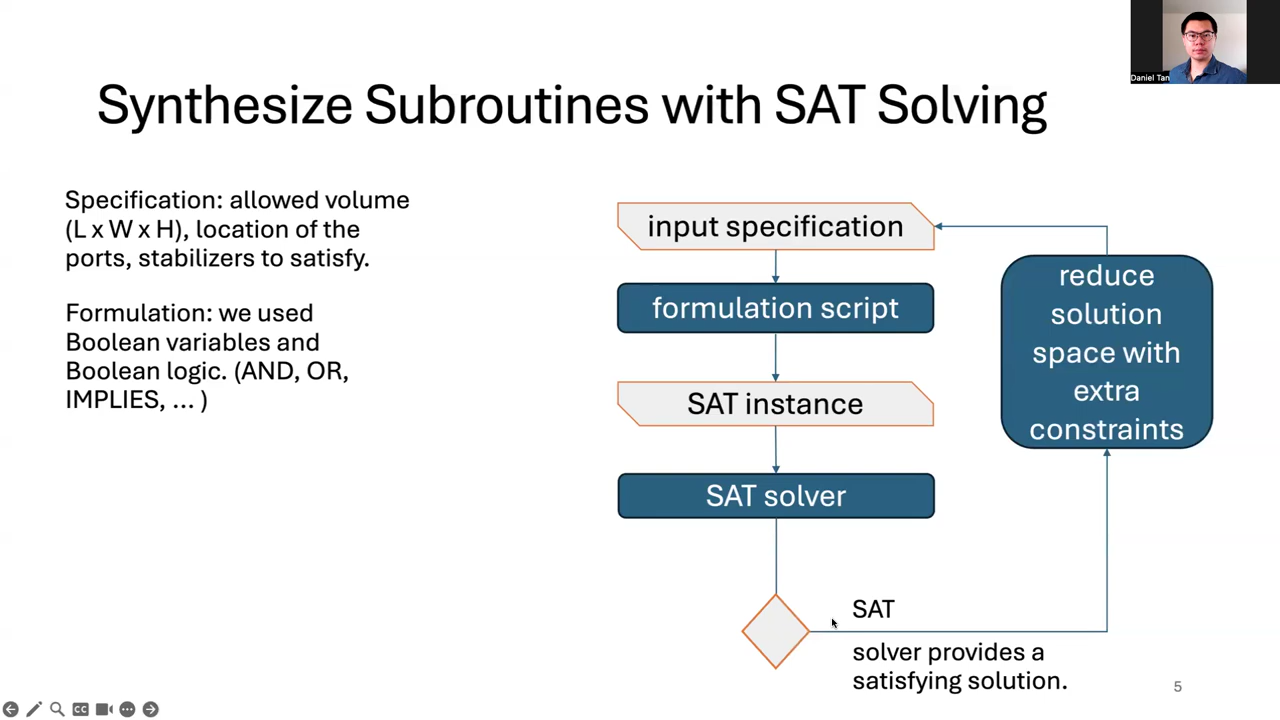 Daniel Tan
Synthesize Subroutines with SAT Solving
Specification: allowed volume
(L x W x H), location of the
ports, stabilizers to satisfy.
Formulation: we used
Boolean variables and
Boolean logic. (AND, OR,
IMPLIES, ... )
input specification
formulation script
SAT instance
SAT solver
SAT
solver provides a
satisfying solution.
reduce
solution
space with
extra
constraints
CC
5